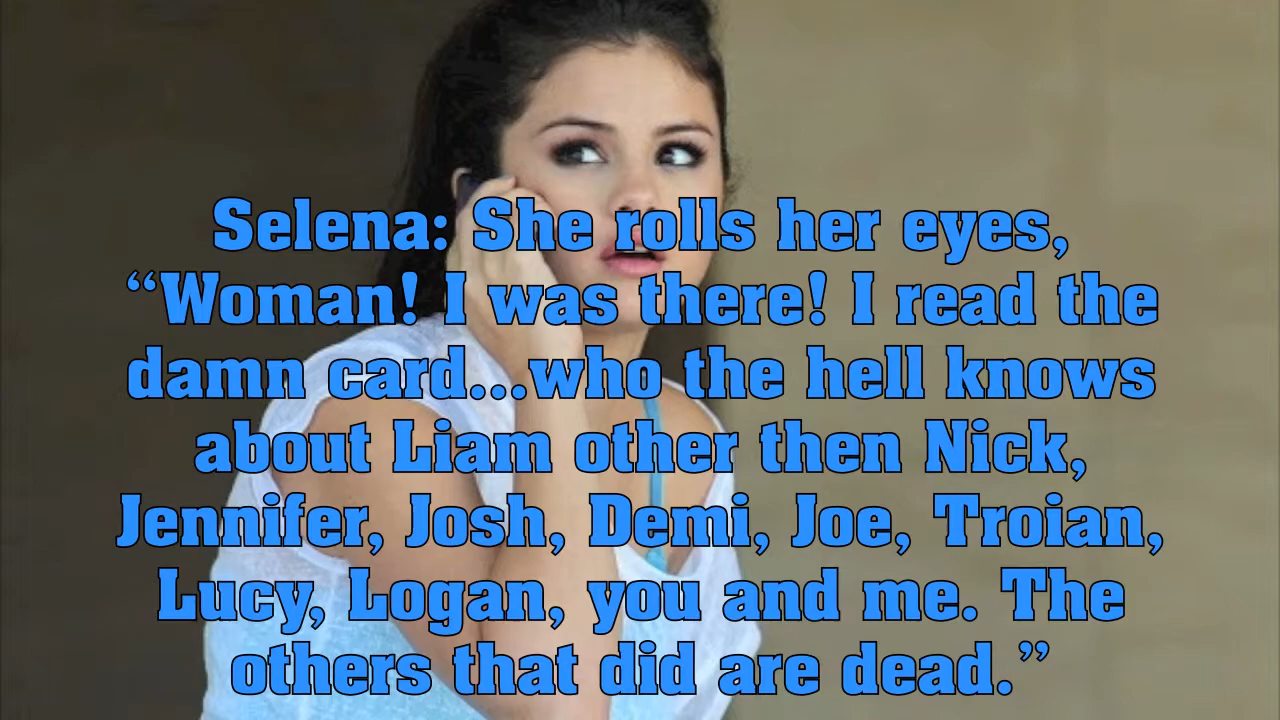 Selena: She rolls her eyes,
“Woman! I was there! I read the
damn card...who the hell knows
about Liam other then Nick,
Jennifer, Josh, Demi, Joe, Troian,
Lucy, Logan, you and me. The
others that did are dead.”